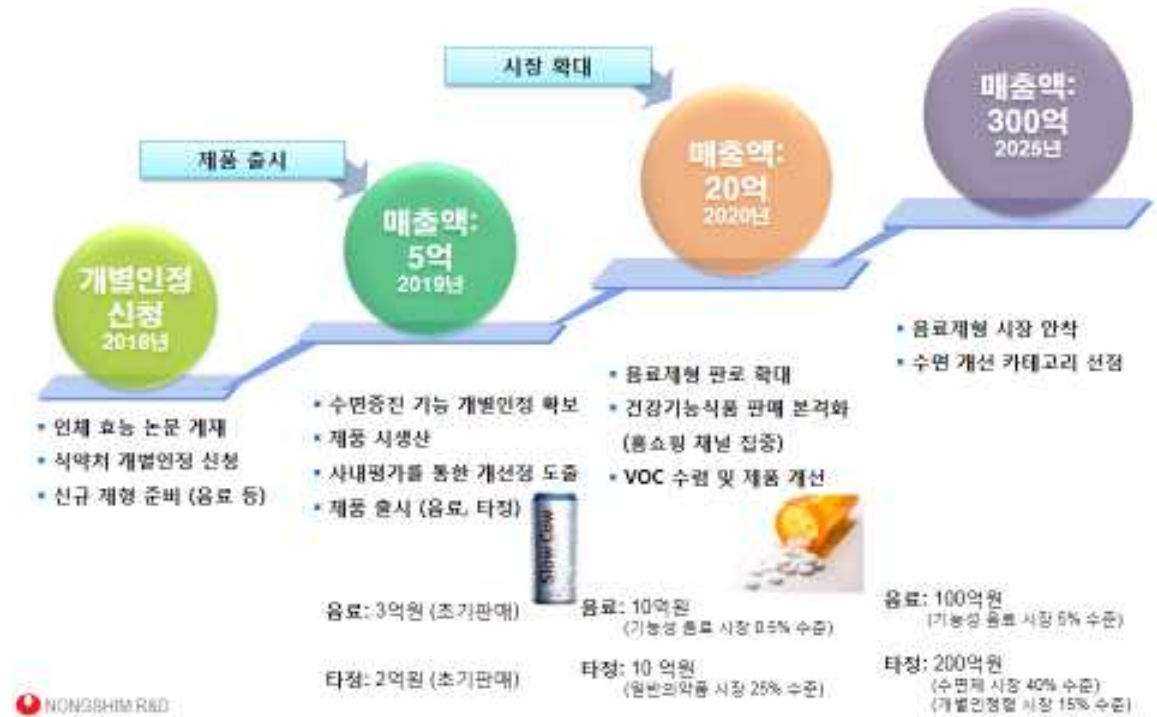 시장 확대
제품 출시
매출액:
300억
2025년
매출액:
20억
2020년
매출액:
5억
2019년
개별인정
신청
2018년
▪ 인체 효능 논문 게재
▪ 식약처 개별인정 신청
▪ 신규 제형 준비 (음료 등)
▪ 수면증진 기능 개별인정 확보
▪ 제품 시생산
▪ 사내평가를 통한 개선점 도출
▪ 제품 출시 (음료, 타정)
▪ 음료제형 판로 확대
▪ 건강기능식품 판매 본격화
(홈쇼핑 채널 집중)
▪ VOC 수렴 및 제품 개선
▪ 음료제형 시장 안착
▪ 수면 개선 카테고리 선점
Slow Cow
음료: 3억원 (초기판매)
타정: 2억원 (초기판매)
음료: 10억원
(기능성 음료 시장 0.5% 수준)
타정: 10 억원
(일반의약품 시장 25% 수준)
음료: 100억원
(기능성 음료 시장 5% 수준)
타정: 200억원
(수면제 시장 40% 수준)
(개별인정형 시장 15% 수준)
NONGSHIM R&D